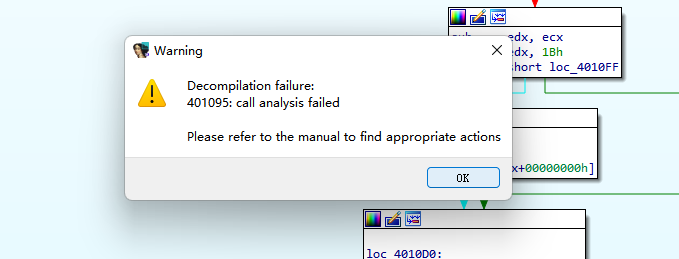 edx, ecx
Warning
edx, 1Bh
short loc_4010FF
Decompilation failure:
401095: call analysis failed
Please refer to the manual to find appropriate actions
x+00000000h]
OK
loc_4010D0: